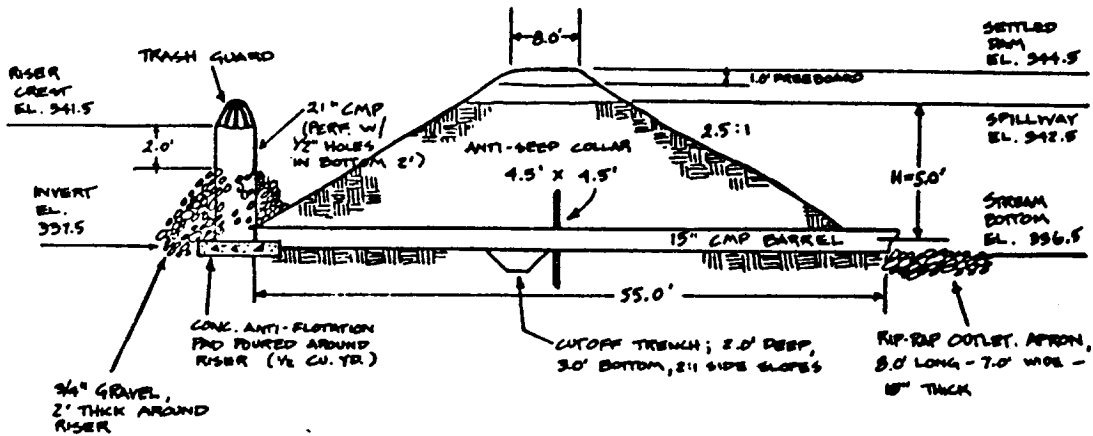 8.0'
SETTLED
DAM
EL. 344.5
TRASH GUARD
1.0' FREEBOARD
RISER
CREST
EL. 341.5
21" CMP
(PERF. W/
1/2" HOLES
IN BOTTOM 2')
SPILLWAY
EL. 342.5
2.0'
2.5:1
ANTI-SEEP COLLAR
4.5' x 4.5'
H=5.0'
INVERT
EL.
337.5
STREAM
BOTTOM
EL. 336.5
15" CMP BARREL
55.0'
CONC. ANTI-FLOTATION
PAD POURED AROUND
RISER (1/2 CU. YD.)
CUTOFF TRENCH; 2.0' DEEP,
3.0' BOTTOM, 2:1 SIDE SLOPES
RIP-RAP OUTLET APRON,
8.0' LONG - 7.0' WIDE -
THICK
3/4" GRAVEL,
2' THICK AROUND
RISER